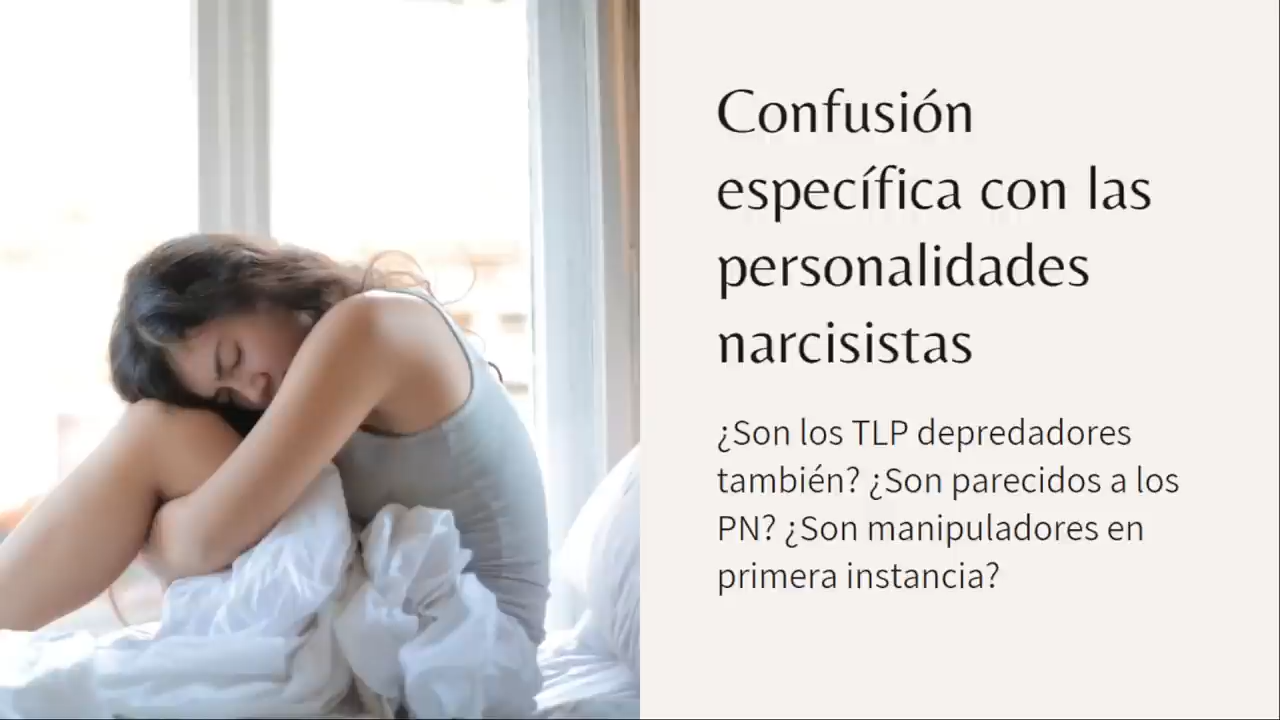 Confusión
específica con las
personalidades
narcisistas
¿Son los TLP depredadores
también? ¿Son parecidos a los
PN? ¿Son manipuladores en
primera instancia?